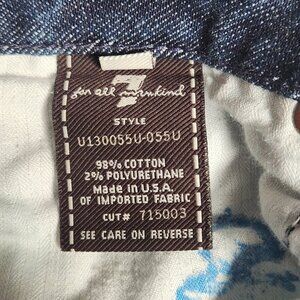 7
for all mankind
STYLE
U130055U-055U
98% COTTON
2% POLYURETHANE
Made in U.S.A.
OF IMPORTED FABRIC
CUT# 715003
SEE CARE ON REVERSE